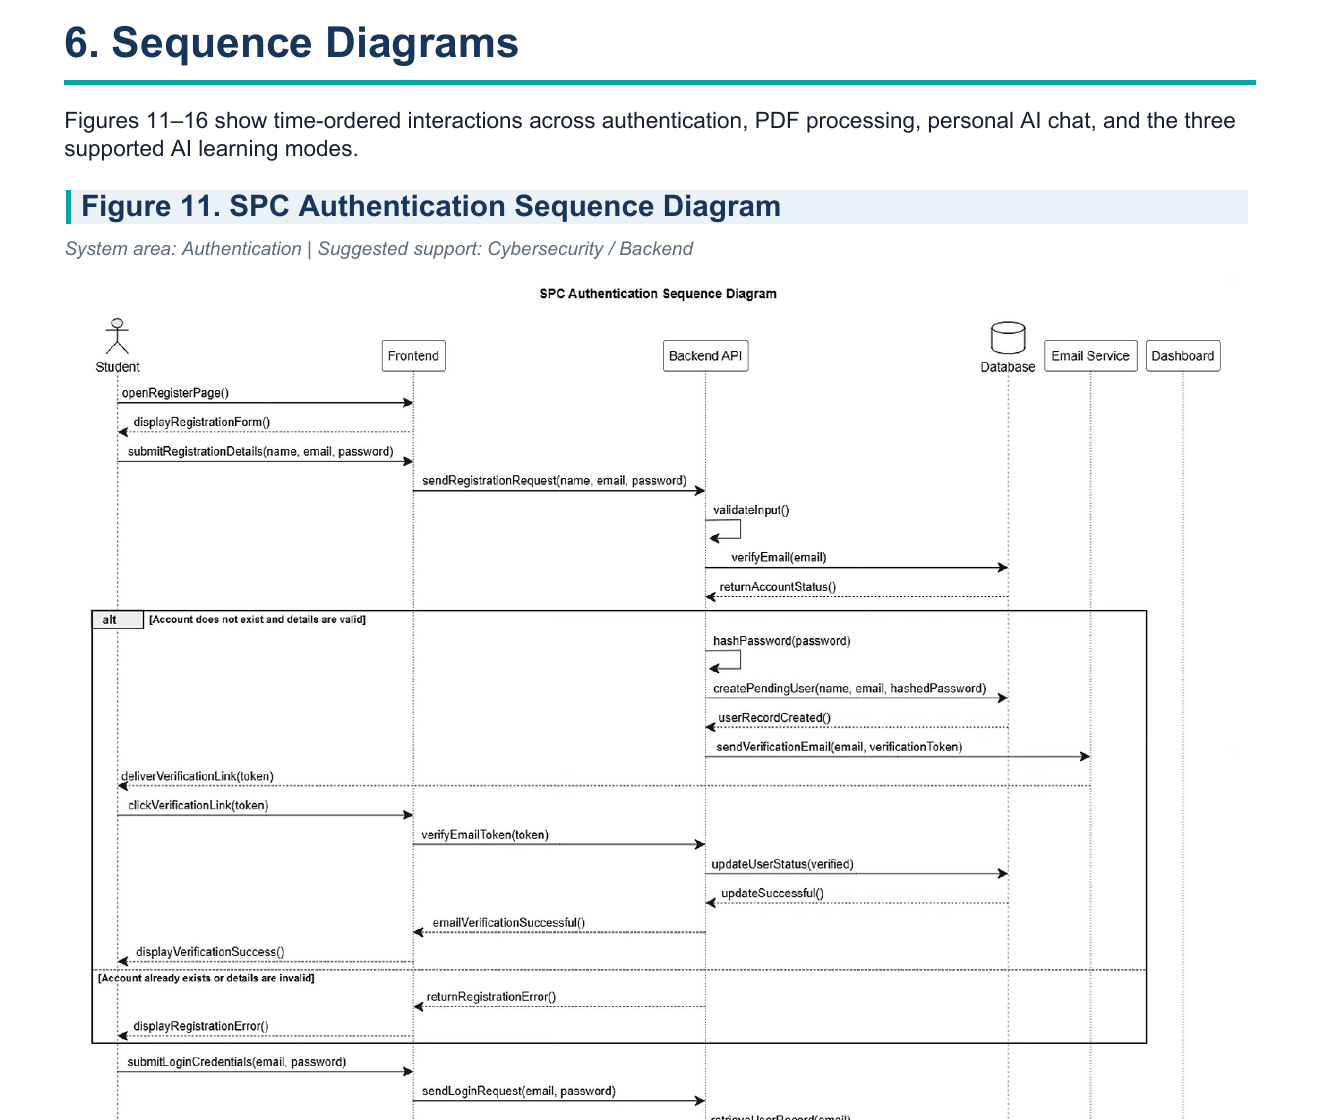 6. Sequence Diagrams
Figures 11–16 show time-ordered interactions across authentication, PDF processing, personal AI chat, and the three
supported AI learning modes.
Figure 11. SPC Authentication Sequence Diagram
System area: Authentication | Suggested support: Cybersecurity / Backend
SPC Authentication Sequence Diagram
Student
Frontend
Backend API
Database
Email Service
Dashboard
openRegisterPage()
displayRegistrationForm()
submitRegistrationDetails(name, email, password)
sendRegistrationRequest(name, email, password)
validateInput()
verifyEmail(email)
returnAccountStatus()
alt [Account does not exist and details are valid]
hashPassword(password)
createPendingUser(name, email, hashedPassword)
userRecordCreated()
sendVerificationEmail(email, verificationToken)
deliverVerificationLink(token)
clickVerificationLink(token)
verifyEmailToken(token)
updateUserStatus(verified)
updateSuccessful()
emailVerificationSuccessful()
displayVerificationSuccess()
[Account already exists or details are invalid]
returnRegistrationError()
displayRegistrationError()
submitLoginCredentials(email, password)
sendLoginRequest(email, password)
retrieveUserRecord(email)